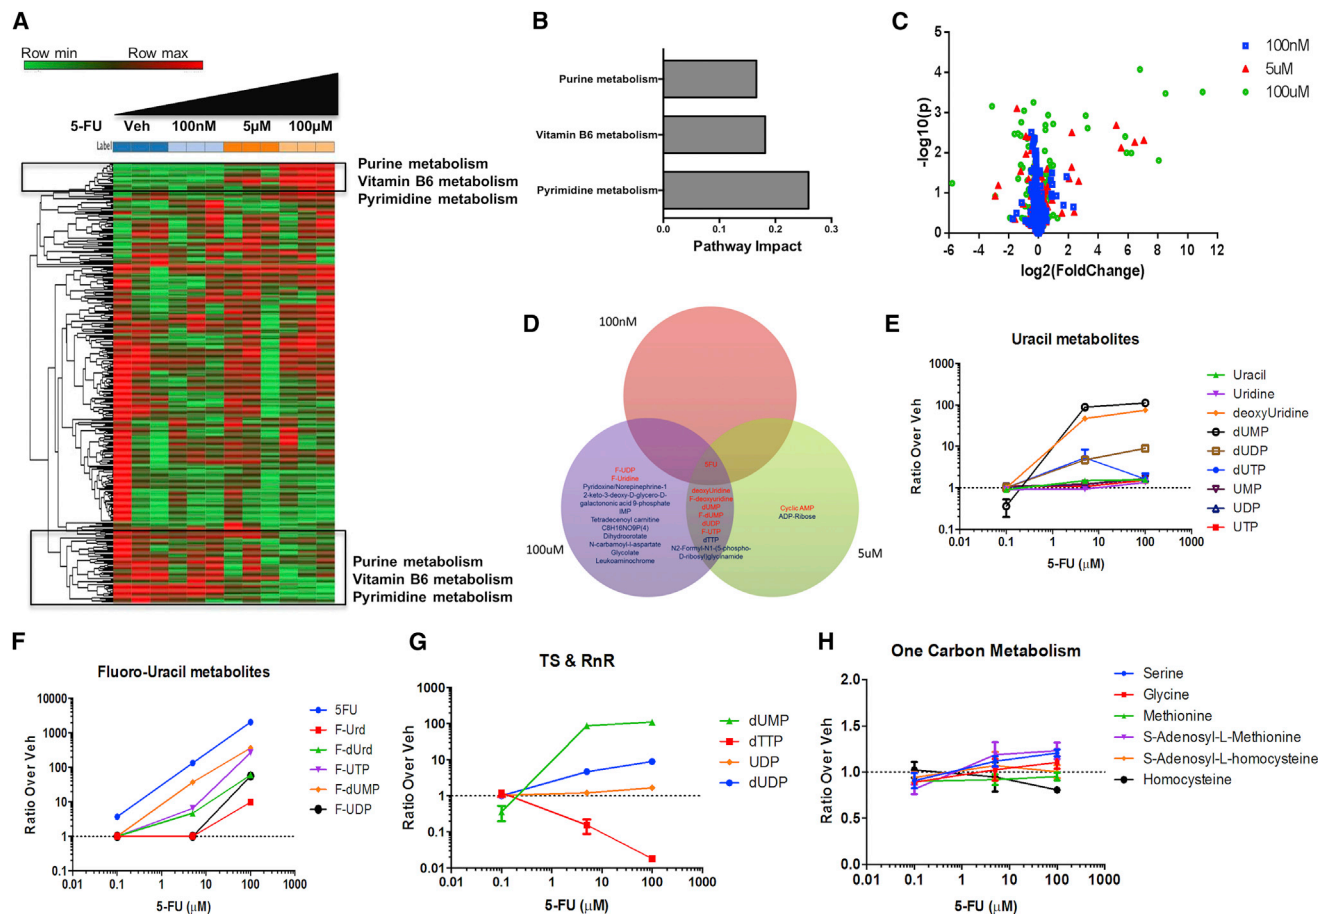 A
Row min
Row max
5-FU
Veh
100nM
5µM
100µM
Label
Purine metabolism
Vitamin B6 metabolism
Pyrimidine metabolism
Purine metabolism
Vitamin B6 metabolism
Pyrimidine metabolism
B
Purine metabolism
Vitamin B6 metabolism
Pyrimidine metabolism
0.0
0.1
0.2
0.3
Pathway Impact
C
5
4
3
-log10(p)
-2
1
0
-6
-4
-2
0
2
4
6
8
10
12
log2(FoldChange)
100nM
5uM
100uM
D
100nM
100uM
5uM
F-UDP
F-Uridine
Pyridoxine/Norepinephrine-1
2-keto-3-deoxy-D-glycero-D-
galactononic acid 9-phosphate
IMP
Tetradecenoyl carnitine
C8H16NO9P(4)
Dihydroorotate
N-carbamoyl-l-aspartate
Glycolate
Leukoaminochrome
5FU
deoxyUridine
F-deoxyuridine
dUMP
F-dUMP
dUDP
F-UTP
dTTP
N2-Formyl-N1-(5-phospho-
D-ribosyl)glycinamide
Cyclic AMP
ADP-Ribose
E
Uracil metabolites
Ratio Over Veh
1000
100
10
1
0.1
0.01
0.1
1
10
100
1000
5-FU (µM)
Uracil
Uridine
deoxyUridine
dUMP
dUDP
dUTP
UMP
UDP
UTP
F
Fluoro-Uracil metabolites
Ratio Over Veh
10000
1000
100
10
1
0.1
0.01
0.1
1
10
100
1000
5-FU (µM)
5FU
F-Urd
F-dUrd
F-UTP
F-dUMP
F-UDP
G
TS & RnR
Ratio Over Veh
1000
100
10
1
0.1
0.01
0.01
0.1
1
10
100
1000
5-FU (µM)
dUMP
dTTP
UDP
dUDP
H
One Carbon Metabolism
Ratio Over Veh
2.0
1.5
1.0
0.5
0.0
0.01
0.1
1
10
100
1000
5-FU (µM)
Serine
Glycine
Methionine
S-Adenosyl-L-Methionine
S-Adenosyl-L-homocysteine
Homocysteine